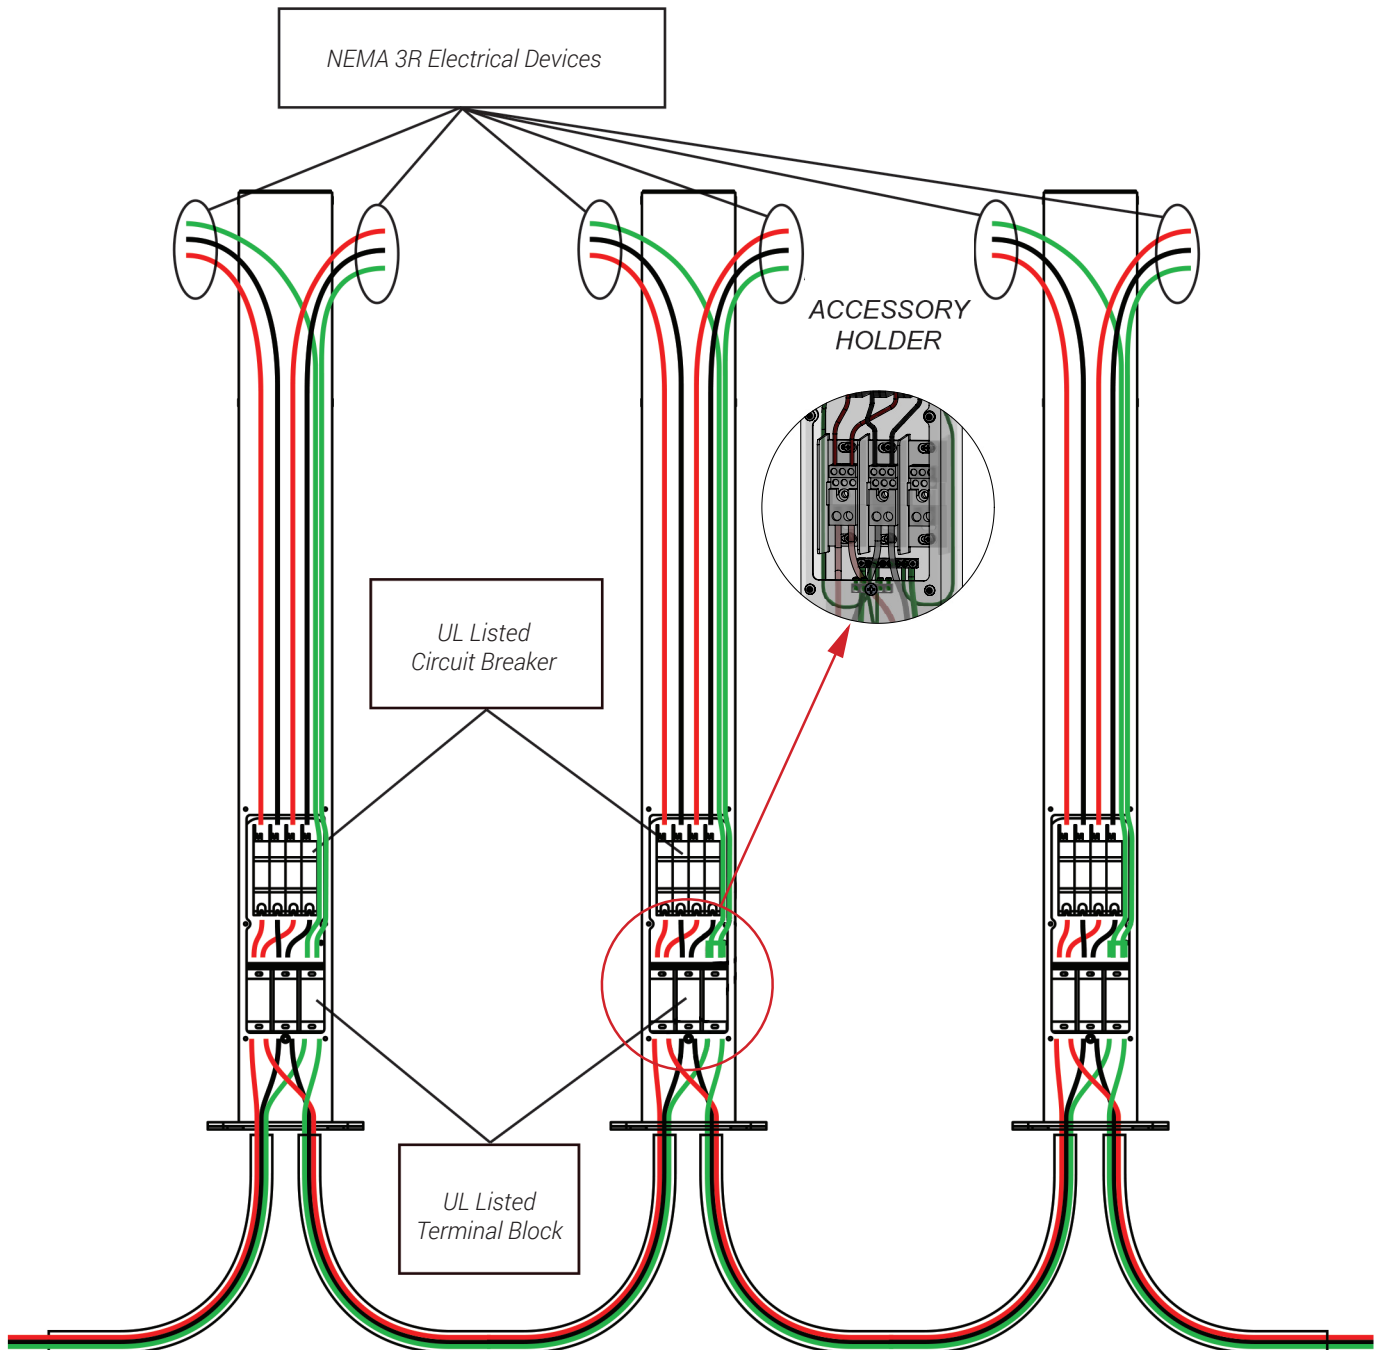 NEMA 3R Electrical Devices
ACCESSORY
HOLDER
UL Listed
Circuit Breaker
UL Listed
Terminal Block